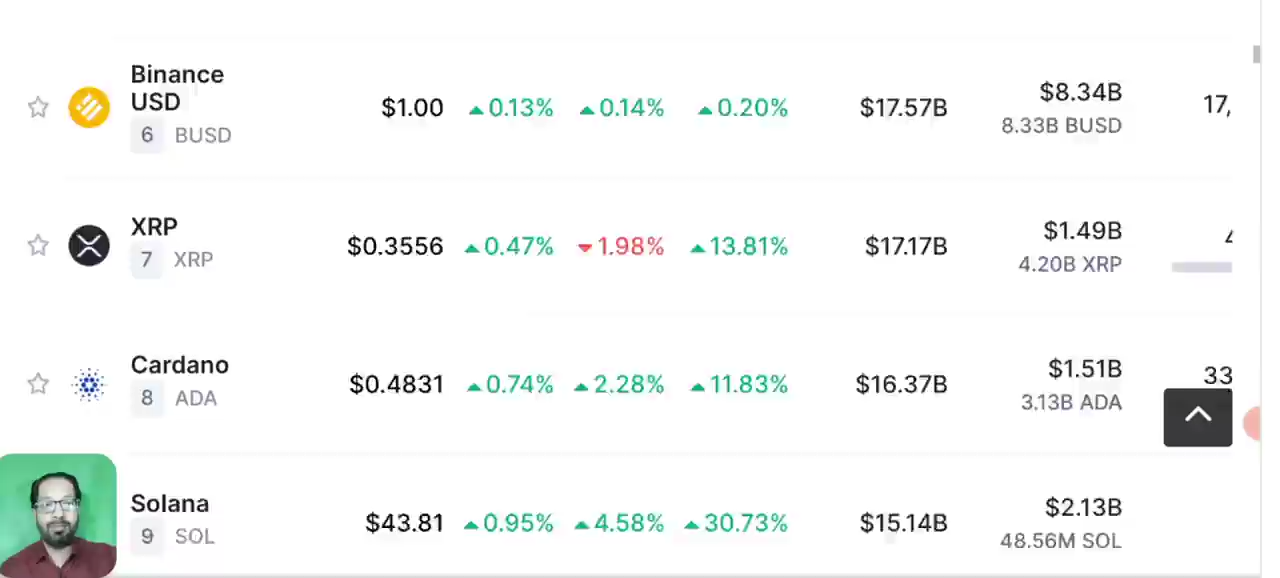 Binance
USD
6 BUSD
$1.00 0.13% 0.14% 0.20% $17.57B $8.34B
8.33B BUSD
17,
XRP
7 XRP
$0.3556 0.47% 1.98% 13.81% $17.17B $1.49B
4.20B XRP
Cardano
8 ADA
$0.4831 0.74% 2.28% 11.83% $16.37B $1.51B
3.13B ADA
33
Solana
9 SOL
$43.81 0.95% 4.58% 30.73% $15.14B $2.13B
48.56M SOL